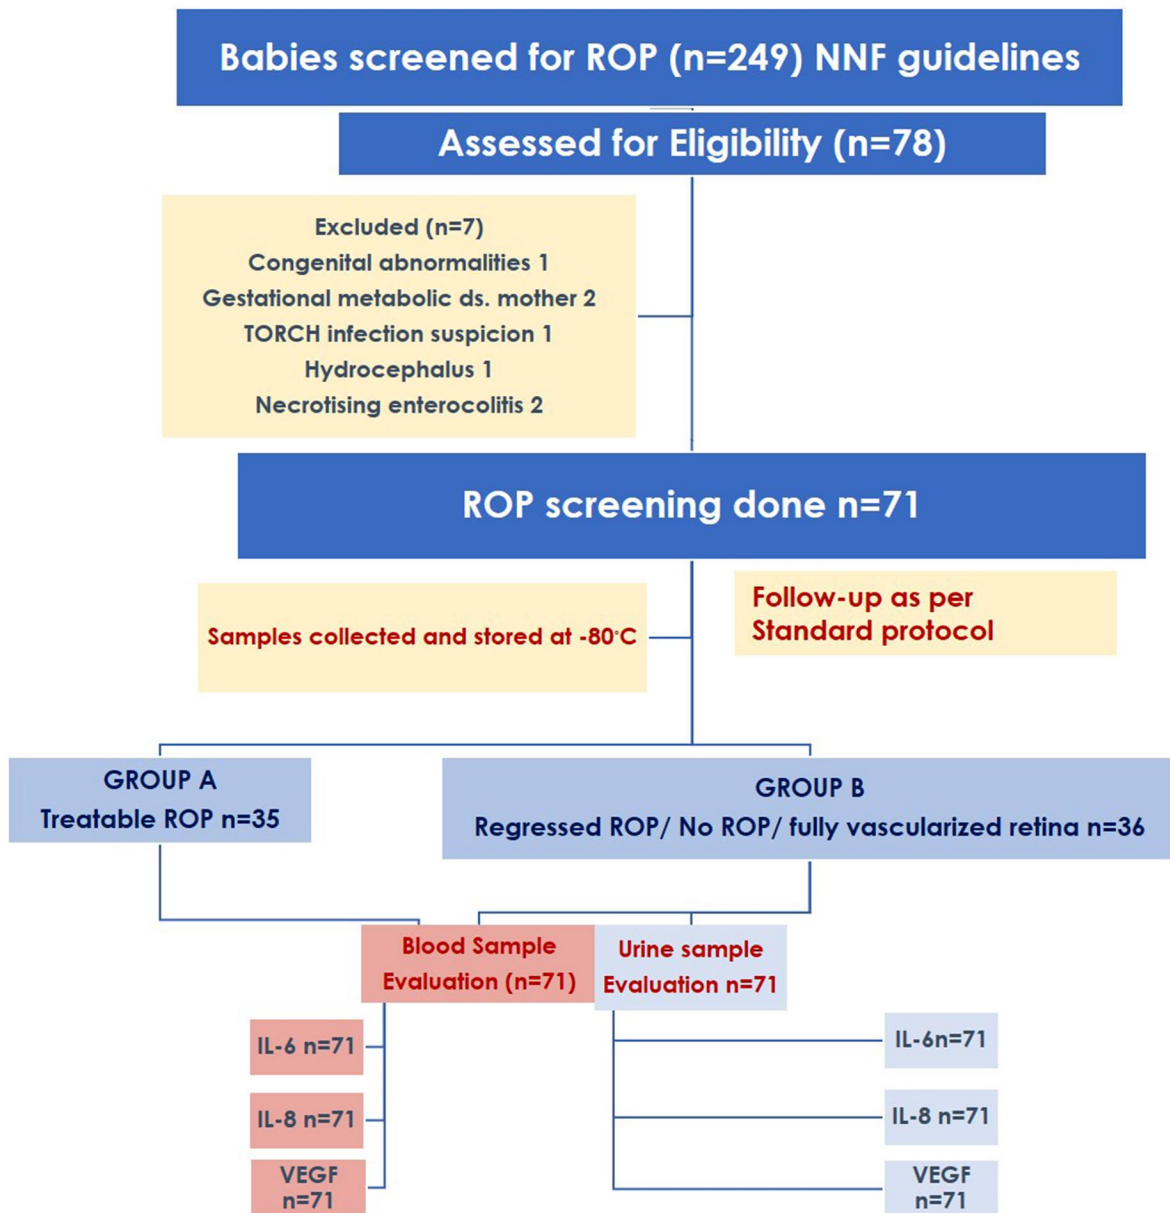 Babies screened for ROP (n=249) NNF guidelines
Assessed for Eligibility (n=78)
Excluded (n=7)
Congenital abnormalities 1
Gestational metabolic ds. mother 2
TORCH infection suspicion 1
Hydrocephalus 1
Necrotising enterocolitis 2
ROP screening done n=71
Samples collected and stored at -80°C
Follow-up as per
Standard protocol
GROUP A
Treatable ROP n=35
GROUP B
Regressed ROP/ No ROP/ fully vascularized retina n=36
Blood Sample
Evaluation (n=71)
Urine sample
Evaluation n=71
IL-6 n=71
IL-8 n=71
VEGF
n=71
IL-6n=71
IL-8 n=71
VEGF
n=71